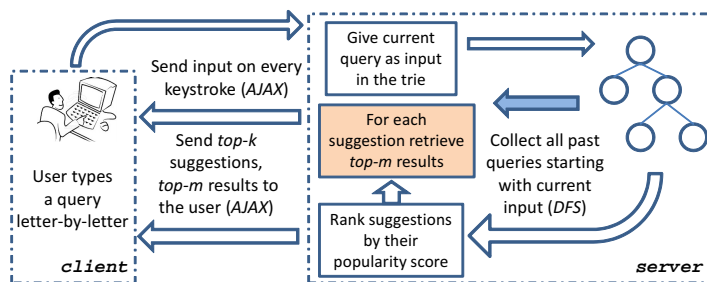 Give current
query as input
in the trie
Send input on every
keystroke (AJAX)
For each
suggestion retrieve
top-m results
Send top-k
suggestions,
top-m results to
the user (AJAX)
Collect all past
queries starting
with current
input (DFS)
User types
a query
letter-by-letter
Rank suggestions
by their
popularity score
client
server